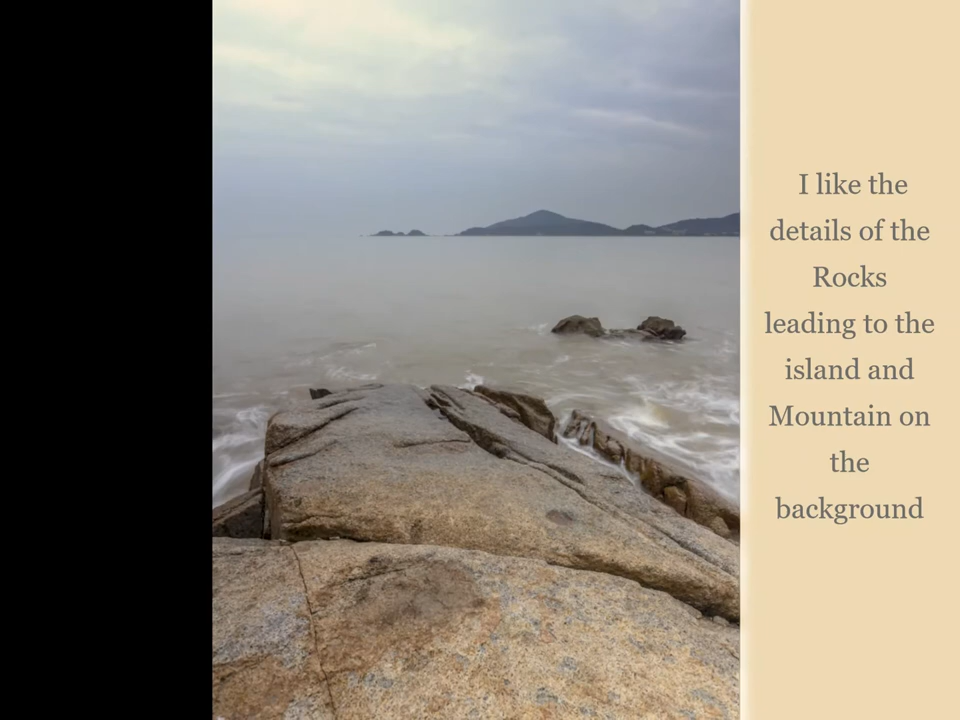 I like the
details of the
Rocks
leading to the
island and
Mountain on
the
background